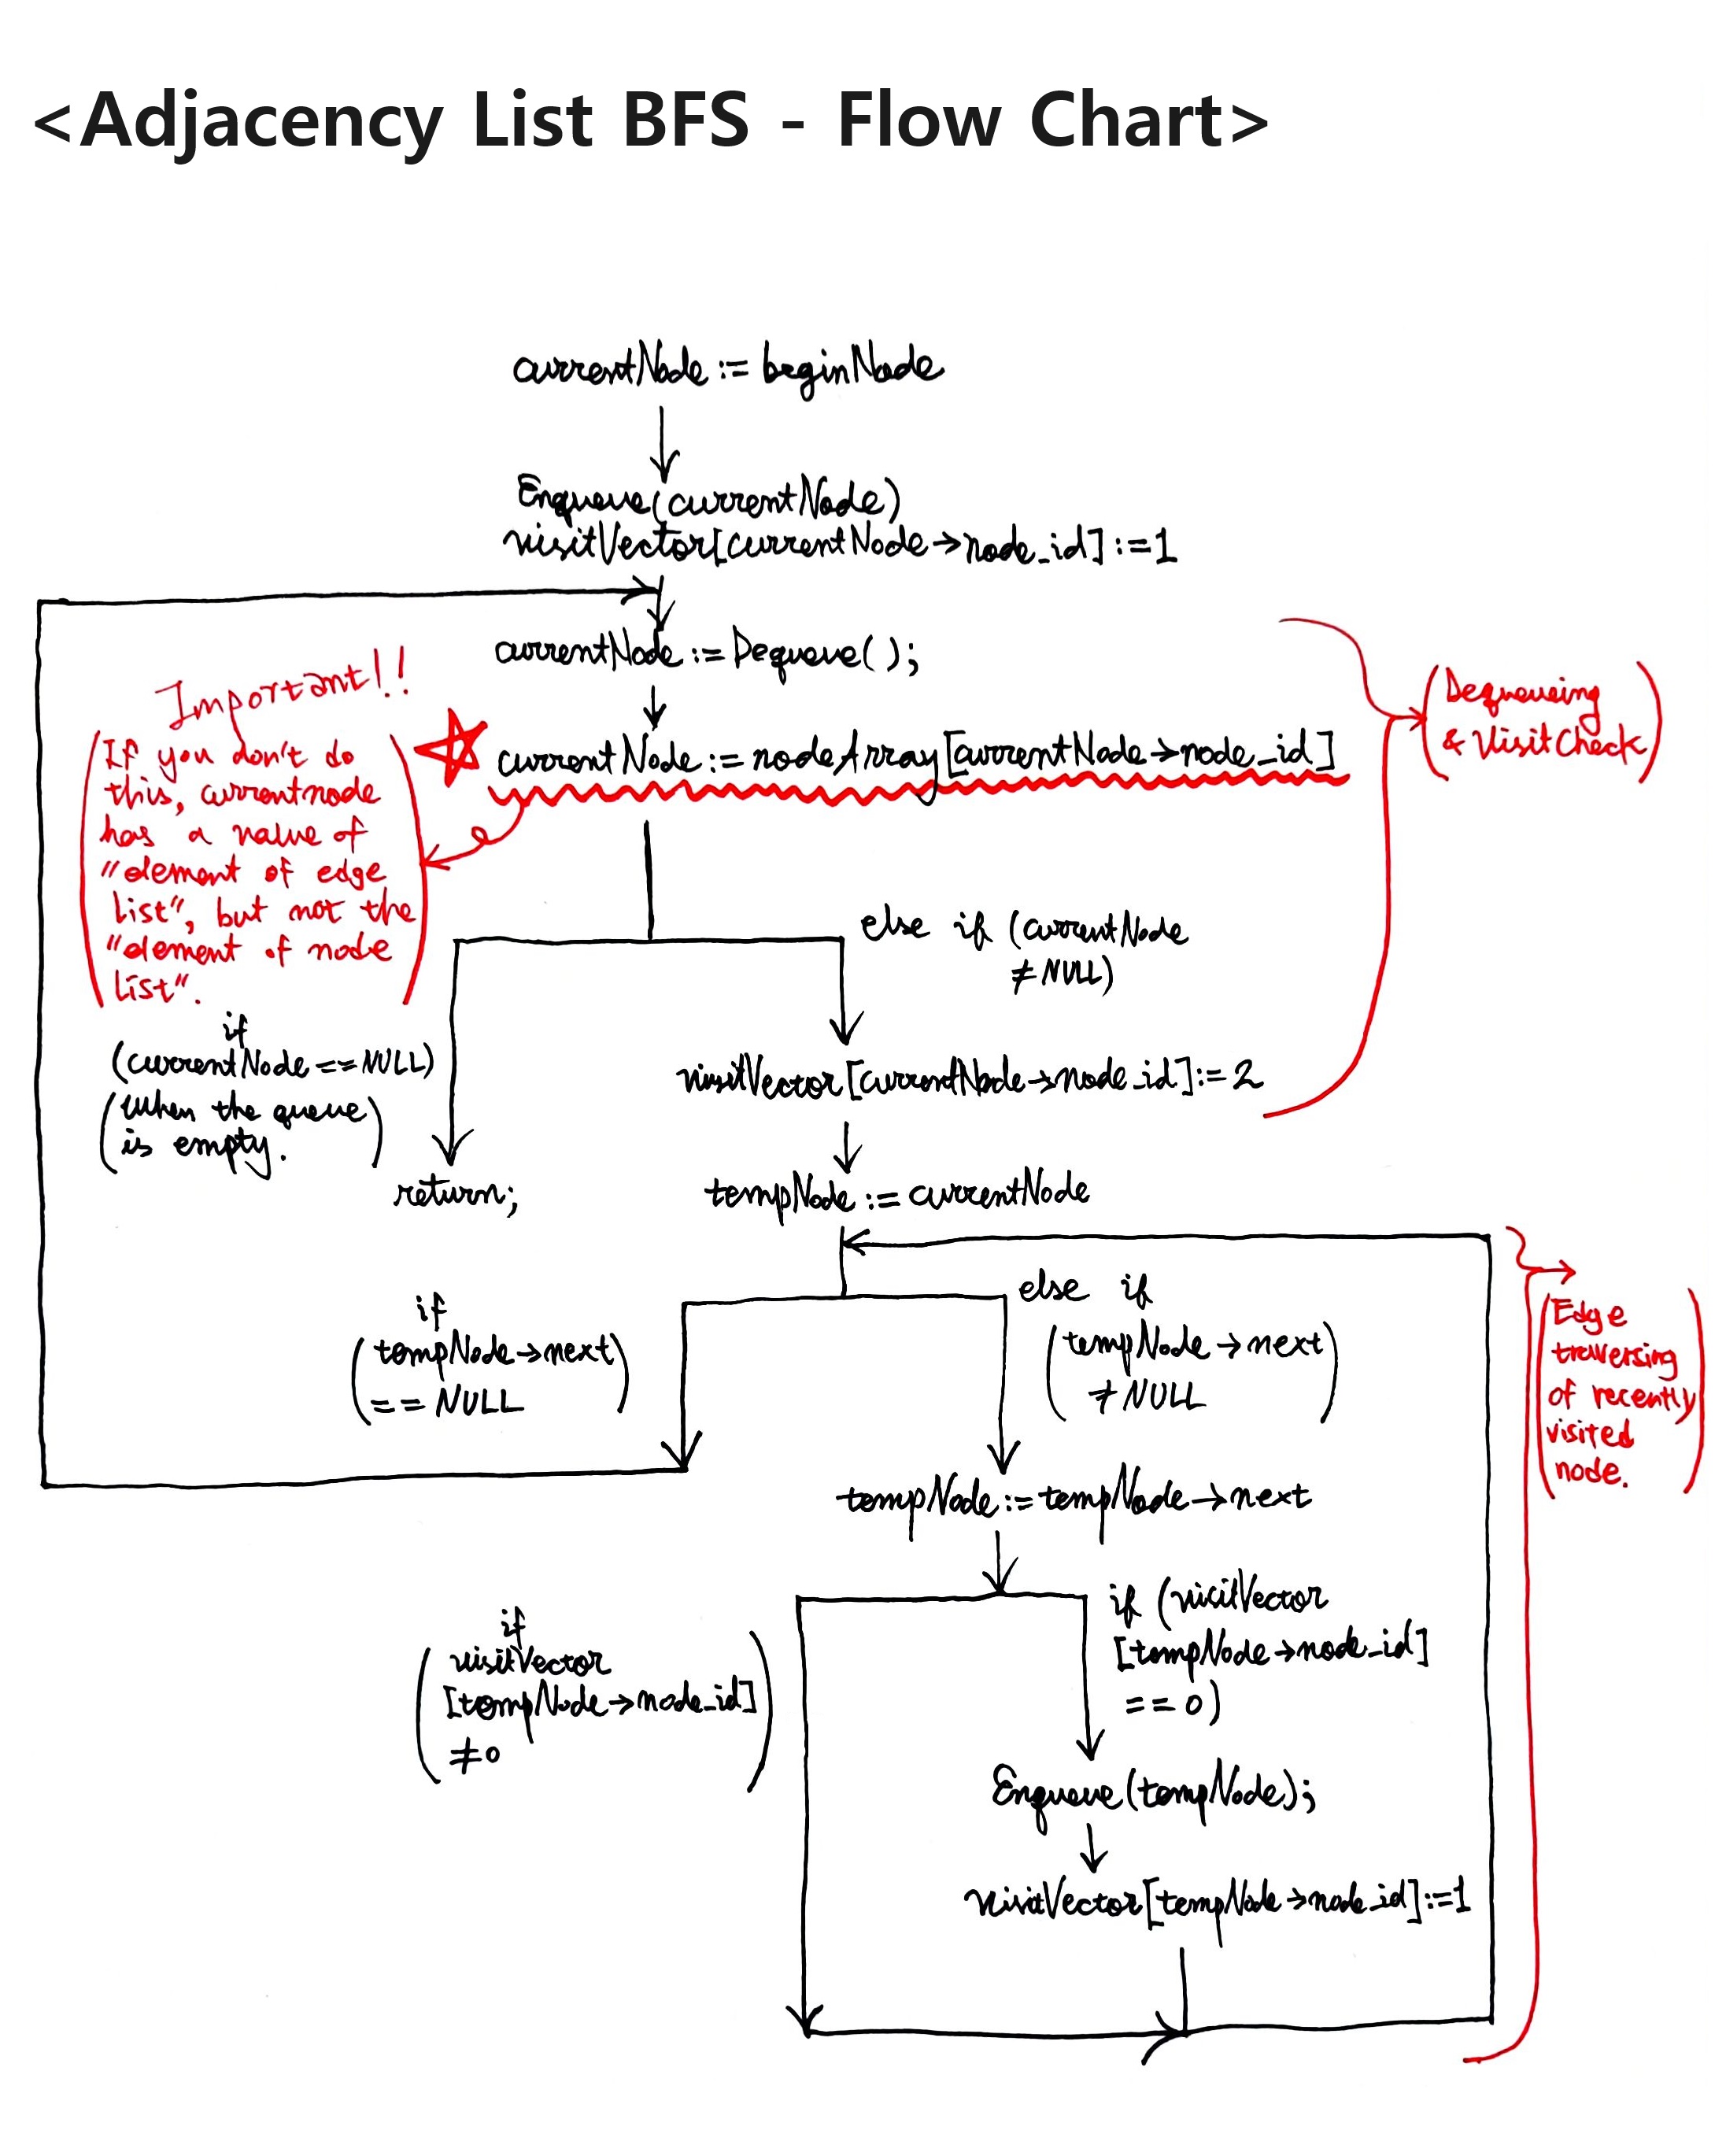 <Adjacency List BFS - Flow Chart>
currentNode := beginNode
Enqueue(currentNode)
visitVector[currentNode->node_id] := 1
currentNode := Dequeue( );
Important!!
(If you don't do
this, currentnode
has a value of
"element of edge
list", but not the
"element of node
list".)
currentNode := nodeArray[currentNode->node_id]
(Dequeueing
& Visit Check)
else if (currentNode
≠ NULL)
if
(currentNode == NULL)
(when the queue
is empty.)
return;
visitVector[currentNode->node_id] := 2
tempNode := currentNode
if
(tempNode->next
== NULL)
else if
(tempNode->next
≠ NULL)
(Edge
traversing
of recently
visited
node.)
tempNode := tempNode->next
if
(visitVector
[tempNode->node_id]
≠0)
if (visitVector
[tempNode->node_id]
== 0)
Enqueue(tempNode);
visitVector[tempNode->node_id] := 1